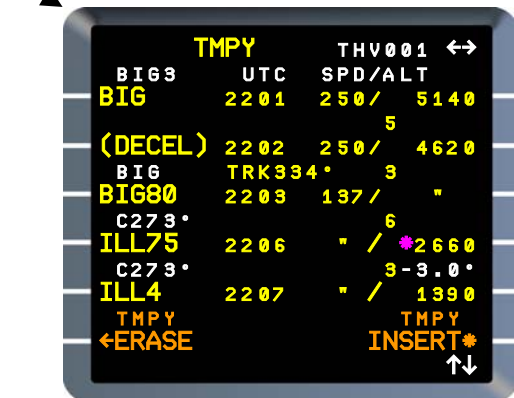 TMPY THV001 ↔
BIG3 UTC SPD/ALT
BIG 2201 250/ 5140
5
(DECEL) 2202 250/ 4620
BIG TRK334° 3
BIG80 2203 137/ "
C273° 6
ILL75 2206 " / *2660
C273° 3-3.0°
ILL4 2207 " / 1390
TMPY TMPY
←ERASE INSERT*
↑↓